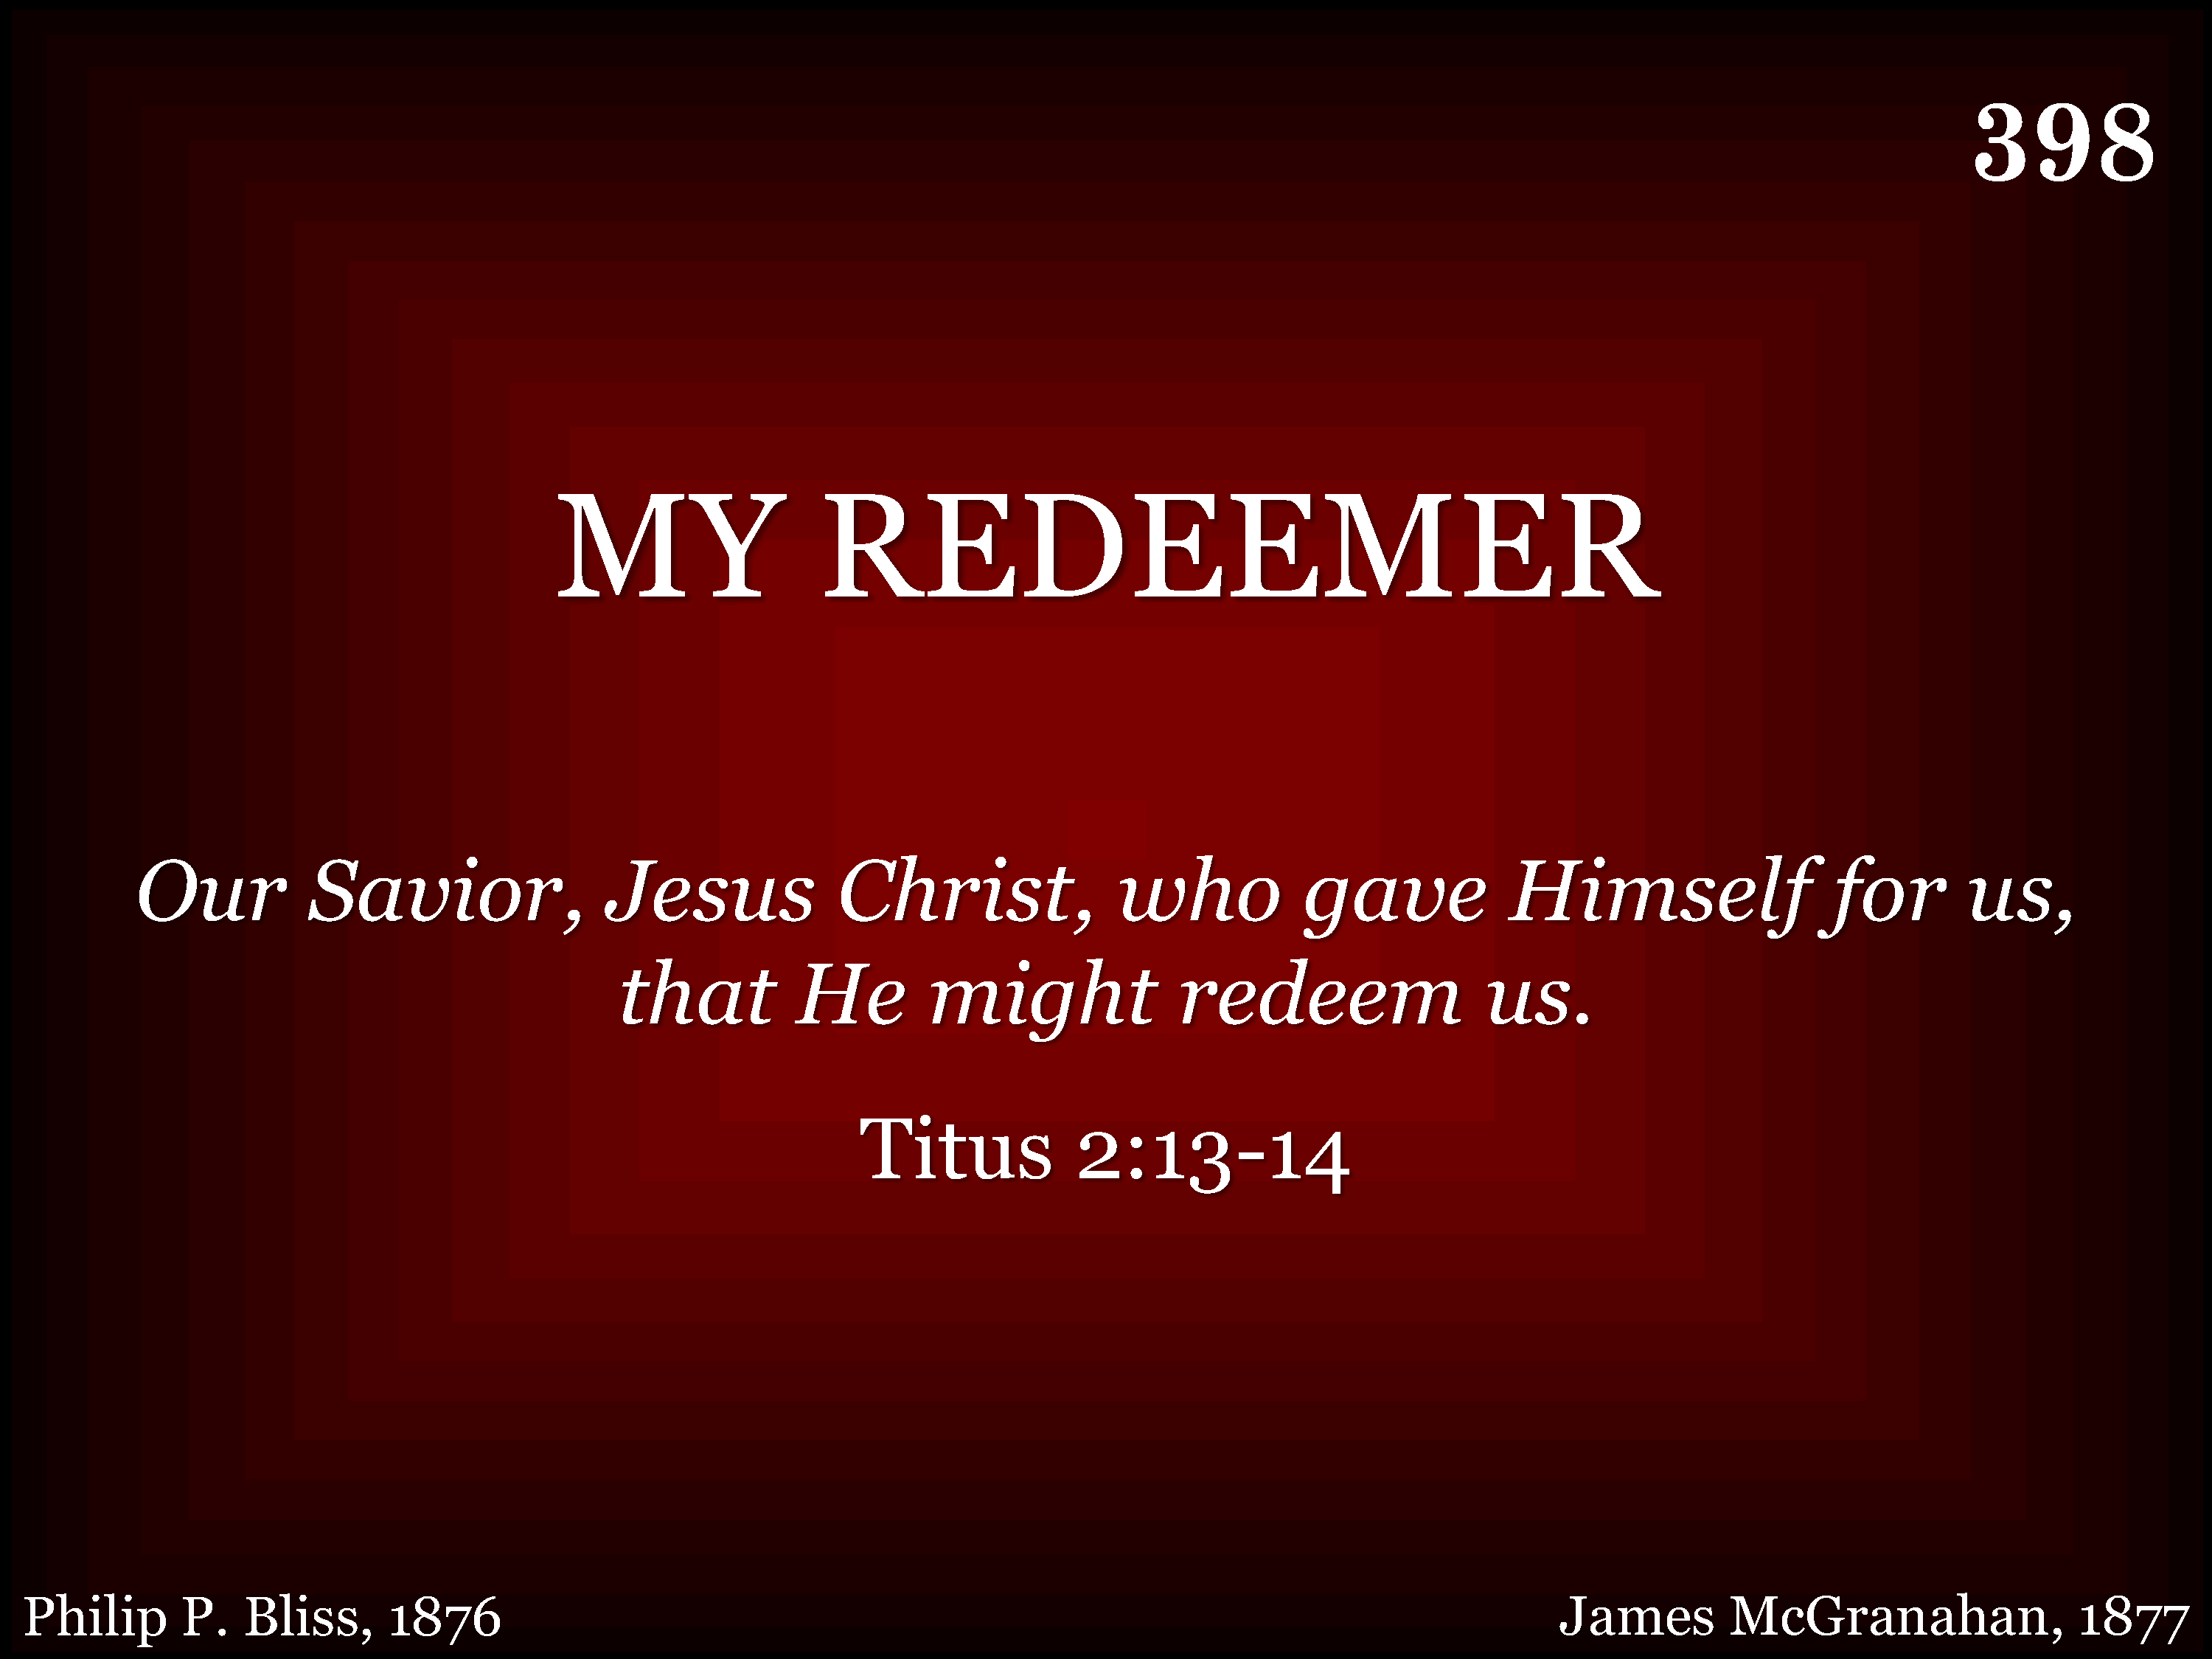 398
MY REDEEMER
Our Savior, Jesus Christ, who gave Himself for us,
that He might redeem us.
Titus 2:13-14
Philip P. Bliss, 1876
James McGranahan, 1877